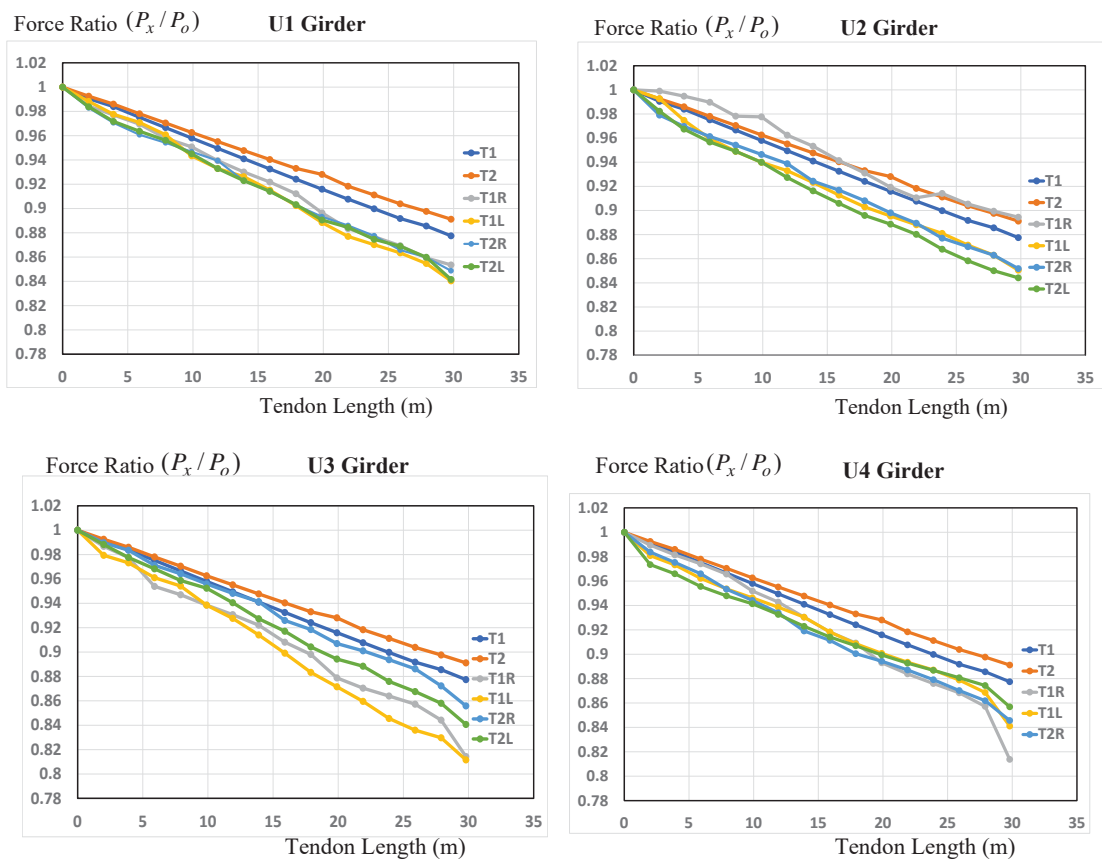 Force Ratio (P_x / P_o) U1 Girder
1.02
1
0.98
0.96
0.94
0.92
0.9
0.88
0.86
0.84
0.82
0.8
0.78
0 5 10 15 20 25 30 35
Tendon Length (m)
T1
T2
T1R
T1L
T2R
T2L
Force Ratio (P_x / P_o) U2 Girder
1.02
1
0.98
0.96
0.94
0.92
0.9
0.88
0.86
0.84
0.82
0.8
0.78
0 5 10 15 20 25 30 35
Tendon Length (m)
T1
T2
T1R
T1L
T2R
T2L
Force Ratio (P_x / P_o) U3 Girder
1.02
1
0.98
0.96
0.94
0.92
0.9
0.88
0.86
0.84
0.82
0.8
0.78
0 5 10 15 20 25 30 35
Tendon Length (m)
T1
T2
T1R
T1L
T2R
T2L
Force Ratio (P_x / P_o) U4 Girder
1.02
1
0.98
0.96
0.94
0.92
0.9
0.88
0.86
0.84
0.82
0.8
0.78
0 5 10 15 20 25 30 35
Tendon Length (m)
T1
T2
T1R
T1L
T2R